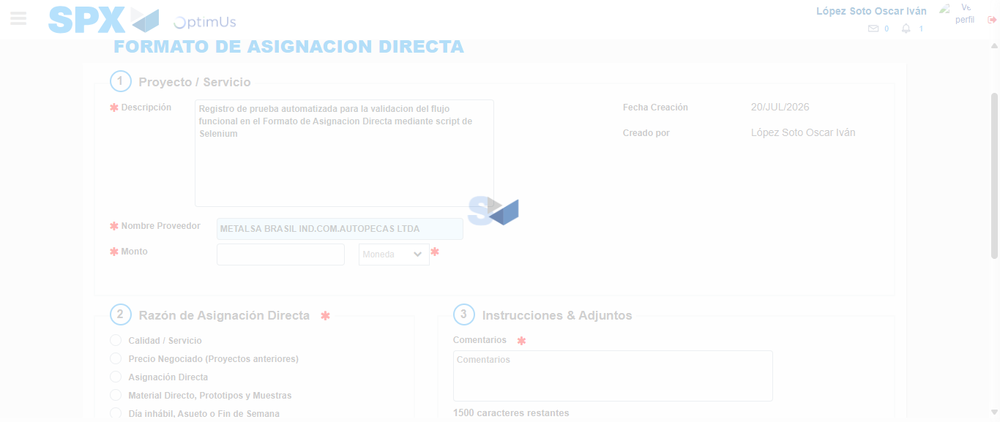 SPX
OptimUs
López Soto Oscar Iván
Ve
perfil
0
1
FORMATO DE ASIGNACION DIRECTA
1 Proyecto / Servicio
* Descripción
Registro de prueba automatizada para la validacion del flujo
funcional en el Formato de Asignacion Directa mediante script de
Selenium
Fecha Creación 20/JUL/2026
Creado por López Soto Oscar Iván
* Nombre Proveedor METALSA BRASIL IND.COM.AUTOPECAS LTDA
* Monto Moneda *
2 Razón de Asignación Directa *
Calidad / Servicio
Precio Negociado (Proyectos anteriores)
Asignación Directa
Material Directo, Prototipos y Muestras
Día inhábil, Asueto o Fin de Semana
3 Instrucciones & Adjuntos
Comentarios *
Comentarios
1500 caracteres restantes
S